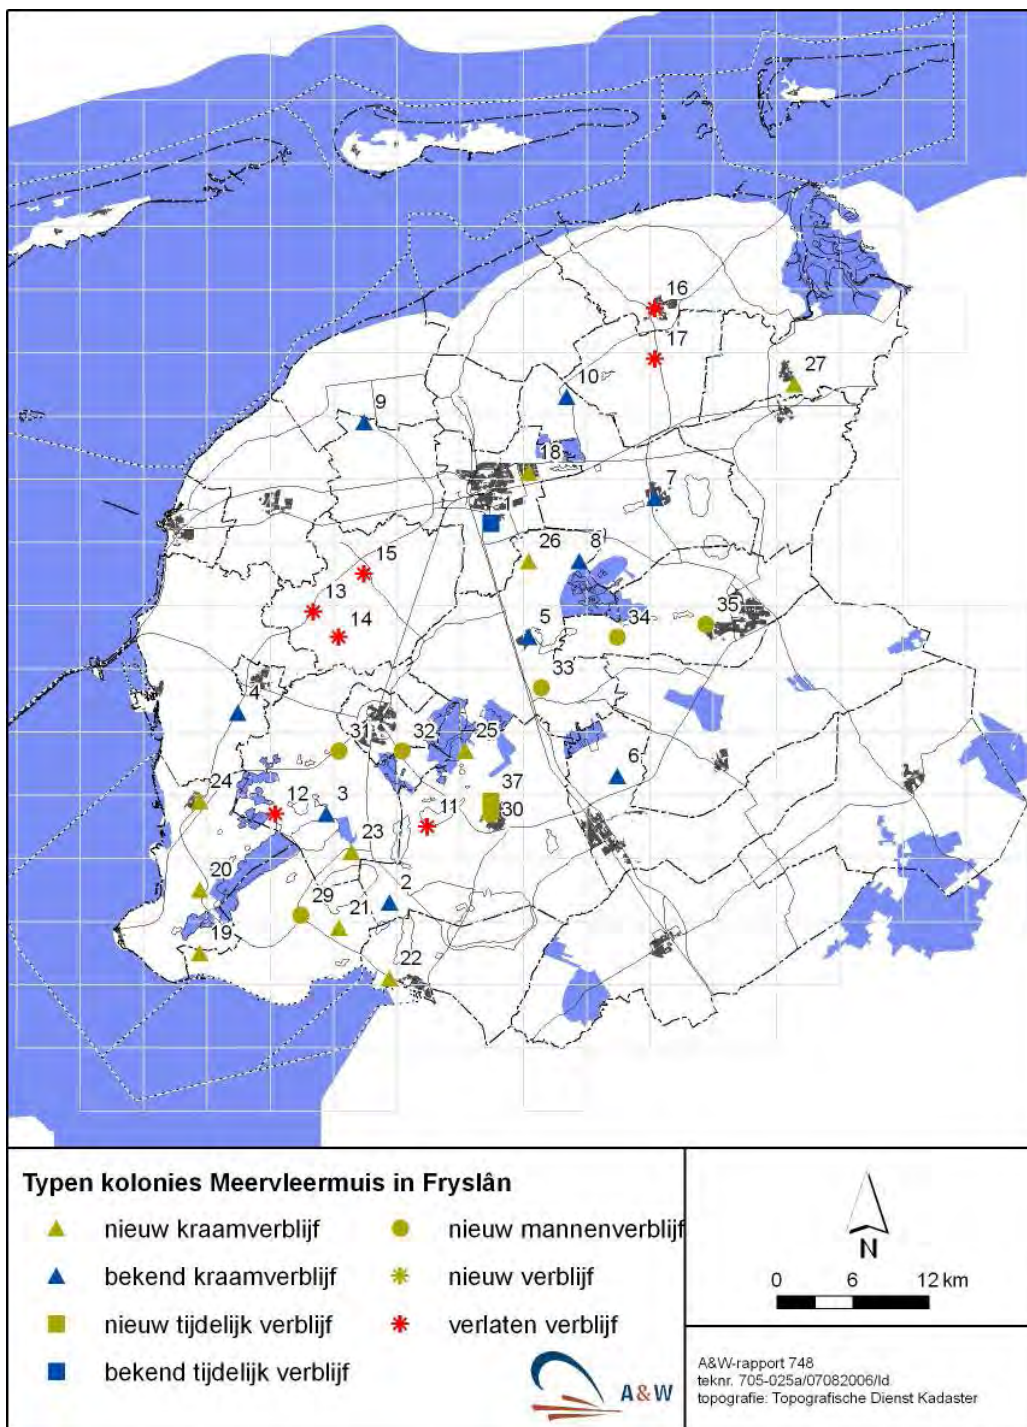 16
17
27
10
9
18
7
1
15
26
8
13
14
5
34
35
33
4
31
32
25
6
24
12
3
11
37
30
23
20
29
21
2
19
22
Typen kolonies Meervleermuis in Fryslân
nieuw kraamverblijf
nieuw mannenverblijf
bekend kraamverblijf
nieuw verblijf
nieuw tijdelijk verblijf
verlaten verblijf
bekend tijdelijk verblijf
A&W
N
0 6 12 km
A&W-rapport 748
teknr. 705-025a/07082006/ld
topografie: Topografische Dienst Kadaster